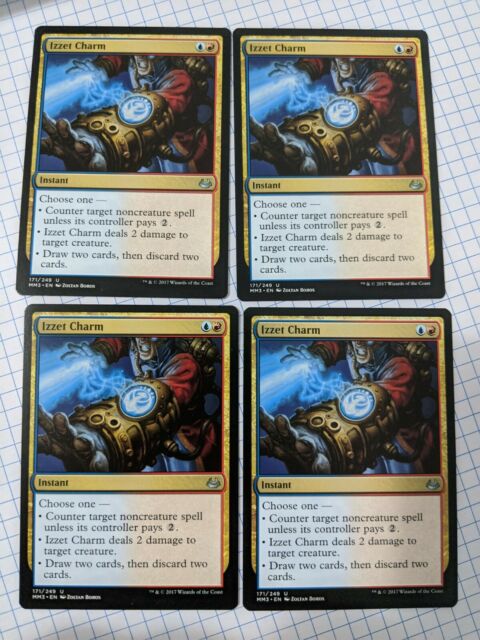 Izzet Charm
Instant
Choose one —
• Counter target noncreature spell
unless its controller pays 2.
• Izzet Charm deals 2 damage to
target creature.
• Draw two cards, then discard two
cards.
171/249 U
MM3 • EN Zoltan Boros
™ & © 2017 Wizards of the Coast
Izzet Charm
Instant
Choose one —
• Counter target noncreature spell
unless its controller pays 2.
• Izzet Charm deals 2 damage to
target creature.
• Draw two cards, then discard two
cards.
171/249 U
MM3 • EN Zoltan Boros
™ & © 2017 Wizards of the Coast
Izzet Charm
Instant
Choose one —
• Counter target noncreature spell
unless its controller pays 2.
• Izzet Charm deals 2 damage to
target creature.
• Draw two cards, then discard two
cards.
171/249 U
MM3 • EN Zoltan Boros
™ & © 2017 Wizards of the Coast
Izzet Charm
Instant
Choose one —
• Counter target noncreature spell
unless its controller pays 2.
• Izzet Charm deals 2 damage to
target creature.
• Draw two cards, then discard two
cards.
171/249 U
MM3 • EN Zoltan Boros
™ & © 2017 Wizards of the Coast